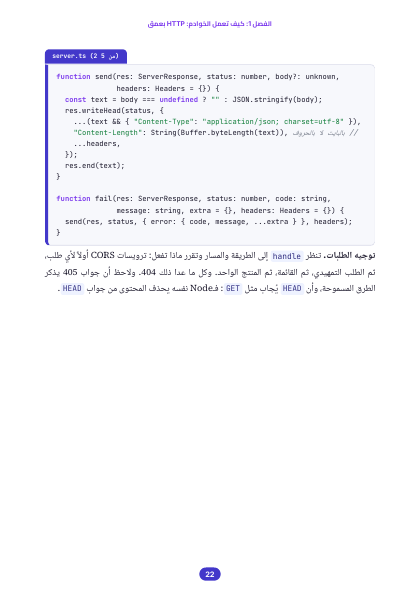 الفصل 1: كيف تعمل الخوادم: HTTP بعمق
server.ts (2 من 5)
function send(res: ServerResponse, status: number, body?: unknown,
headers: Headers = {}) {
const text = body === undefined ? "" : JSON.stringify(body);
res.writeHead(status, {
...(text && { "Content-Type": "application/json; charset=utf-8" }),
"Content-Length": String(Buffer.byteLength(text)), // بالبايت لا بالحروف
...headers,
});
res.end(text);
}
function fail(res: ServerResponse, status: number, code: string,
message: string, extra = {}, headers: Headers = {}) {
send(res, status, { error: { code, message, ...extra } }, headers);
}
توجيه الطلبات. تنظر handle إلى الطريقة والمسار وتقرر ماذا تفعل: ترويسات CORS أولاً لأي طلب،
ثم الطلب التمهيدي، ثم القائمة، ثم المنتج الواحد. وكل ما عدا ذلك 404. ولاحظ أن جواب 405 يذكر
الطرق المسموحة، وأن HEAD يُجاب مثل GET : فـNode نفسه يحذف المحتوى من جواب HEAD .
22